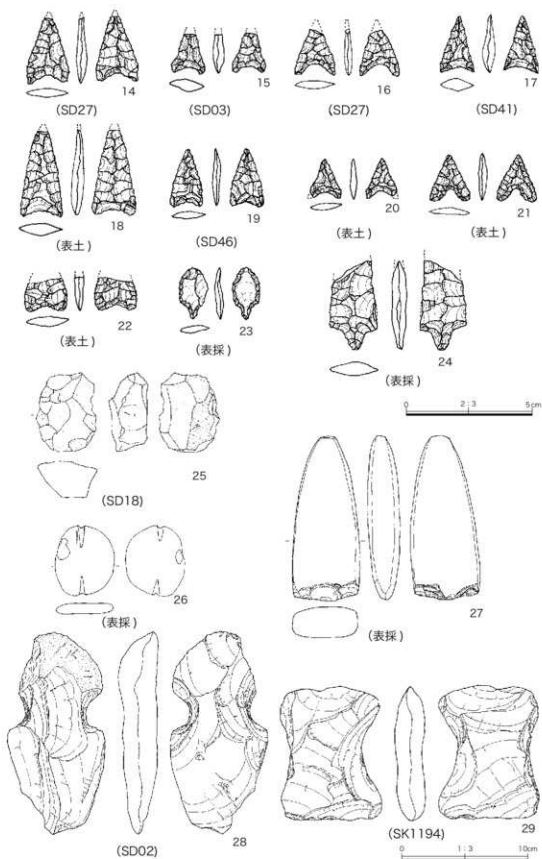 14
15
16
17
(SD27)
(SD03)
(SD27)
(SD41)
18
19
20
21
(表土)
(SD46)
(表土)
(表土)
22
23
24
(表土)
(表採)
(表採)
0 2:3 5cm
25
(SD18)
26
27
(表採)
(表採)
28
29
(SD02)
(SK1194)
0 1:3 10cm